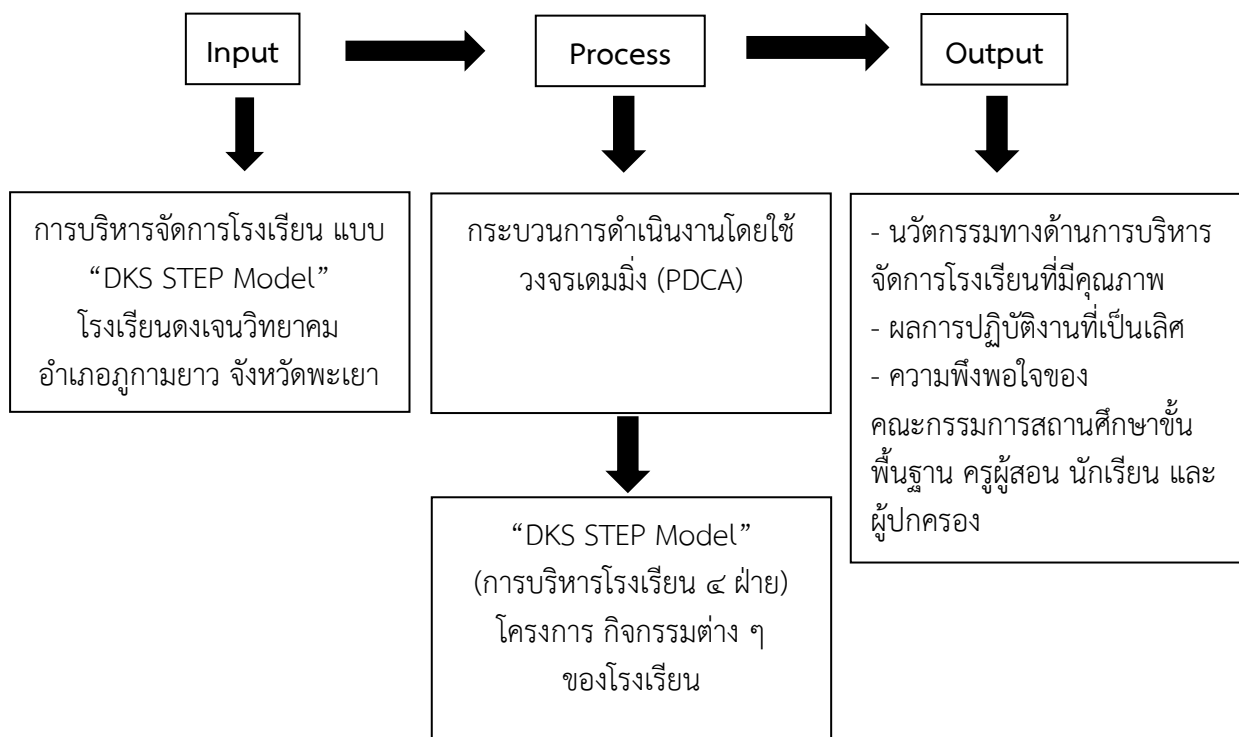 Input
Process
Output
การบริหารจัดการโรงเรียน แบบ
“DKS STEP Model”
โรงเรียนดงเจนวิทยาคม
อำเภอภูกามยาว จังหวัดพะเยา
กระบวนการดำเนินงานโดยใช้
วงจรเดมมิ่ง (PDCA)
“DKS STEP Model”
(การบริหารโรงเรียน ๔ ฝ่าย)
โครงการ กิจกรรมต่าง ๆ
ของโรงเรียน
- นวัตกรรมทางด้านการบริหาร
จัดการโรงเรียนที่มีคุณภาพ
- ผลการปฏิบัติงานที่เป็นเลิศ
- ความพึงพอใจของ
คณะกรรมการสถานศึกษาขั้น
พื้นฐาน ครูผู้สอน นักเรียน และ
ผู้ปกครอง